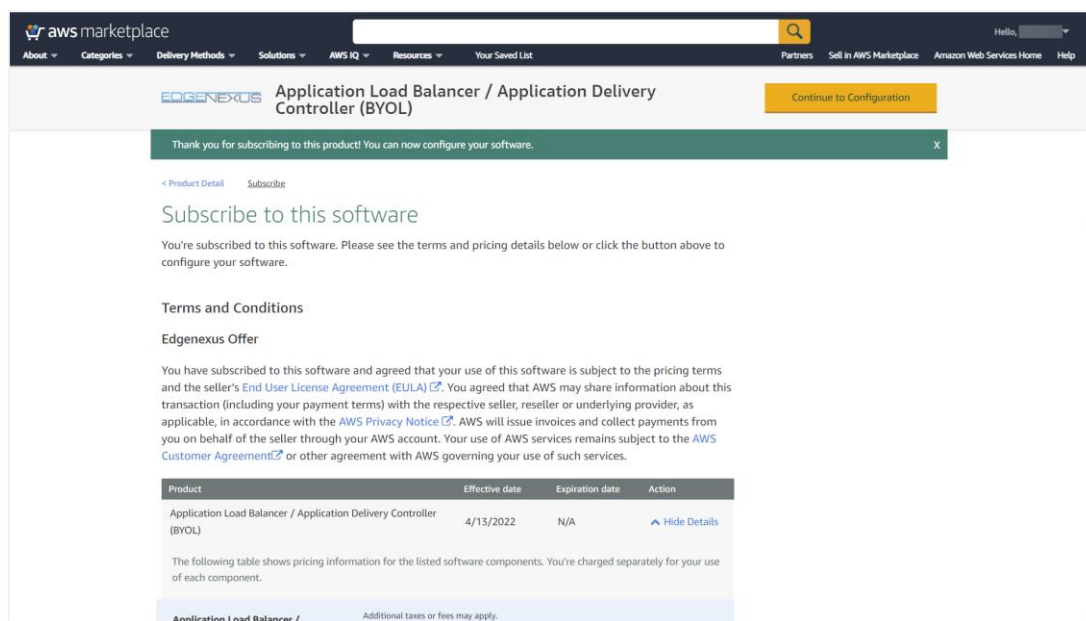 aws marketplace
Hello,
About Categories Delivery Methods Solutions AWS IQ Resources Your Saved List Partners Sell in AWS Marketplace Amazon Web Services Home Help
EDGENEXUS
Application Load Balancer / Application Delivery
Controller (BYOL)
Continue to Configuration
Thank you for subscribing to this product! You can now configure your software. X
< Product Detail Subscribe
Subscribe to this software
You're subscribed to this software. Please see the terms and pricing details below or click the button above to
configure your software.
Terms and Conditions
Edgenexus Offer
You have subscribed to this software and agreed that your use of this software is subject to the pricing terms
and the seller's End User License Agreement (EULA). You agreed that AWS may share information about this
transaction (including your payment terms) with the respective seller, reseller or underlying provider, as
applicable, in accordance with the AWS Privacy Notice. AWS will issue invoices and collect payments from
you on behalf of the seller through your AWS account. Your use of AWS services remains subject to the AWS
Customer Agreement or other agreement with AWS governing your use of such services.
Product Effective date Expiration date Action
Application Load Balancer / Application Delivery Controller
(BYOL)
4/13/2022 N/A Hide Details
The following table shows pricing information for the listed software components. You're charged separately for your use
of each component.
Application Load Balancer /
Additional taxes or fees may apply.